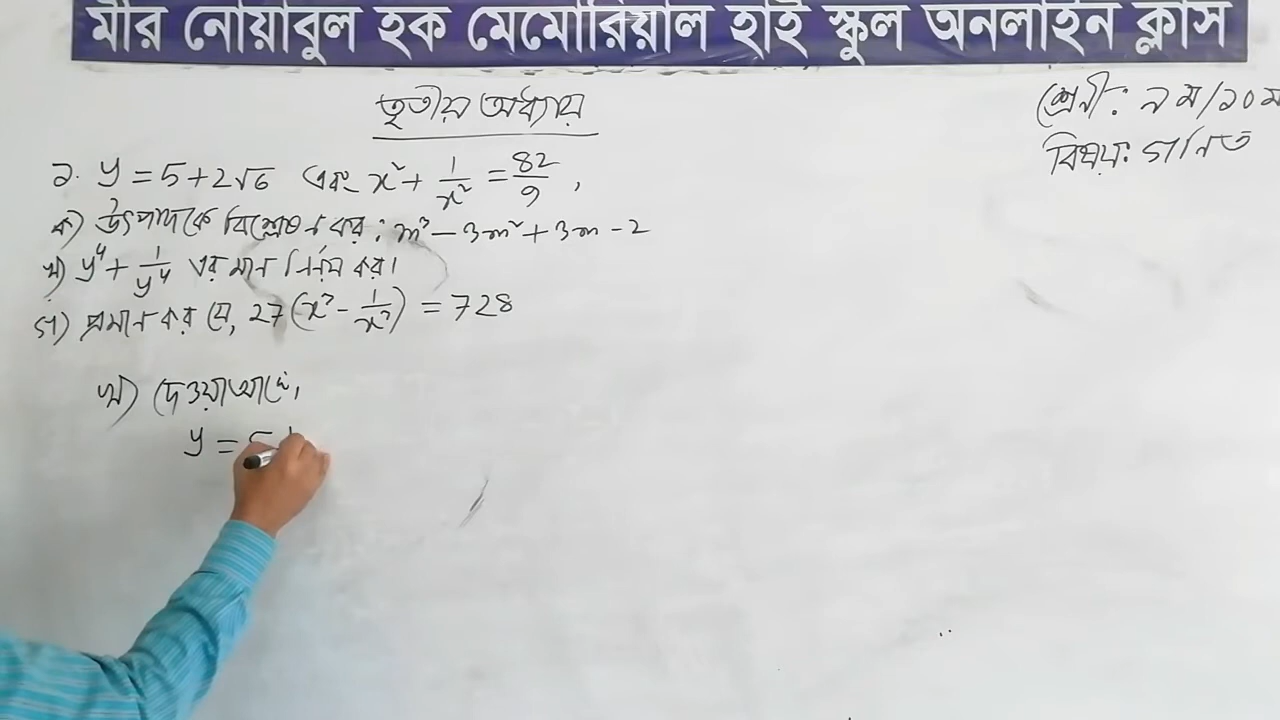 মীর নোয়াবুল হক মেমোরিয়াল হাই স্কুল অনলাইন ক্লাস
তৃতীয় অধ্যায়
শ্রেণী: ৯ম/১০ম
বিষয়: গণিত
১. y = 5+2√6 এবং x² + 1/x² = 82/9 ,
ক) উৎপাদকে বিশ্লেষণ কর: m³ - 3m² + 3m - 2
খ) y⁴ + 1/y⁴ এর মান নির্ণয় কর।
গ) প্রমাণ কর যে, 27(x³ - 1/x³) = 728
খ) দেওয়া আছে,
y = 5+